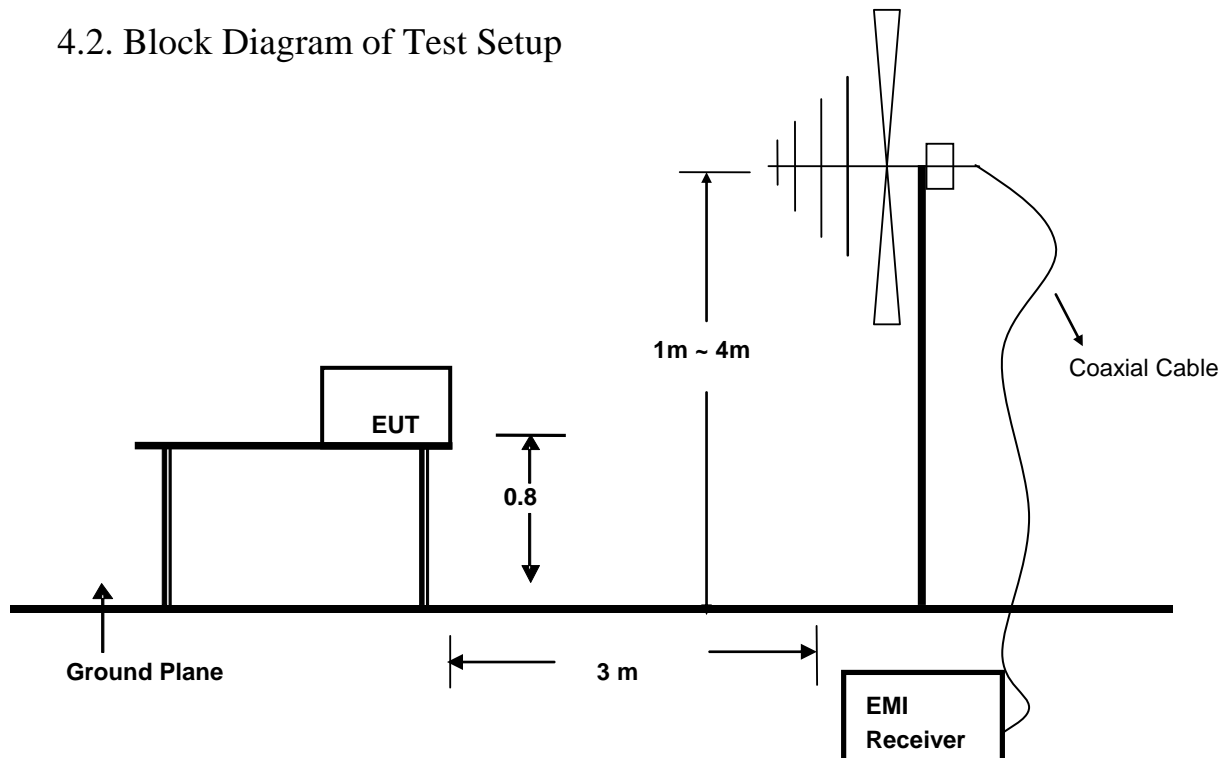 4.2. Block Diagram of Test Setup
1m ~ 4m
Coaxial Cable
EUT
0.8
Ground Plane
3 m
EMI
Receiver